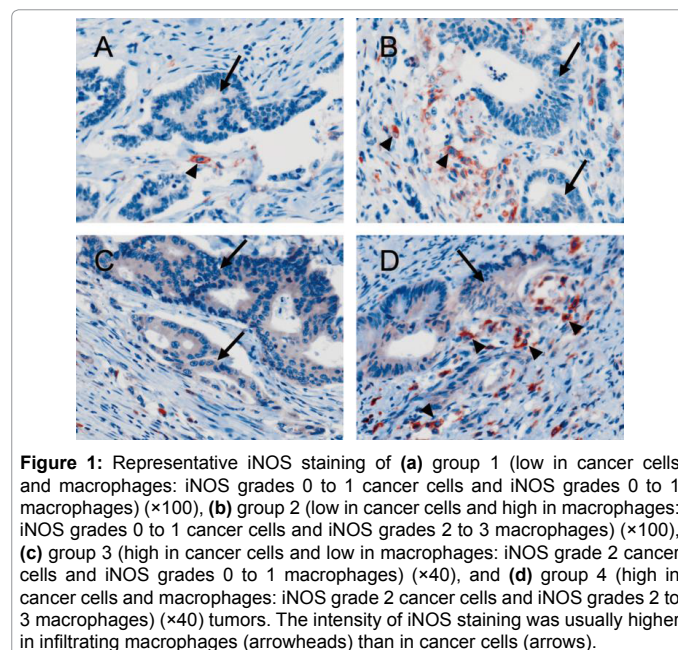 A
B
C
D
Figure 1: Representative iNOS staining of (a) group 1 (low in cancer cells
and macrophages: iNOS grades 0 to 1 cancer cells and iNOS grades 0 to 1
macrophages) (×100), (b) group 2 (low in cancer cells and high in macrophages:
iNOS grades 0 to 1 cancer cells and iNOS grades 2 to 3 macrophages) (×100),
(c) group 3 (high in cancer cells and low in macrophages: iNOS grade 2 cancer
cells and iNOS grades 0 to 1 macrophages) (×40), and (d) group 4 (high in
cancer cells and macrophages: iNOS grade 2 cancer cells and iNOS grades 2 to
3 macrophages) (×40) tumors. The intensity of iNOS staining was usually higher
in infiltrating macrophages (arrowheads) than in cancer cells (arrows).